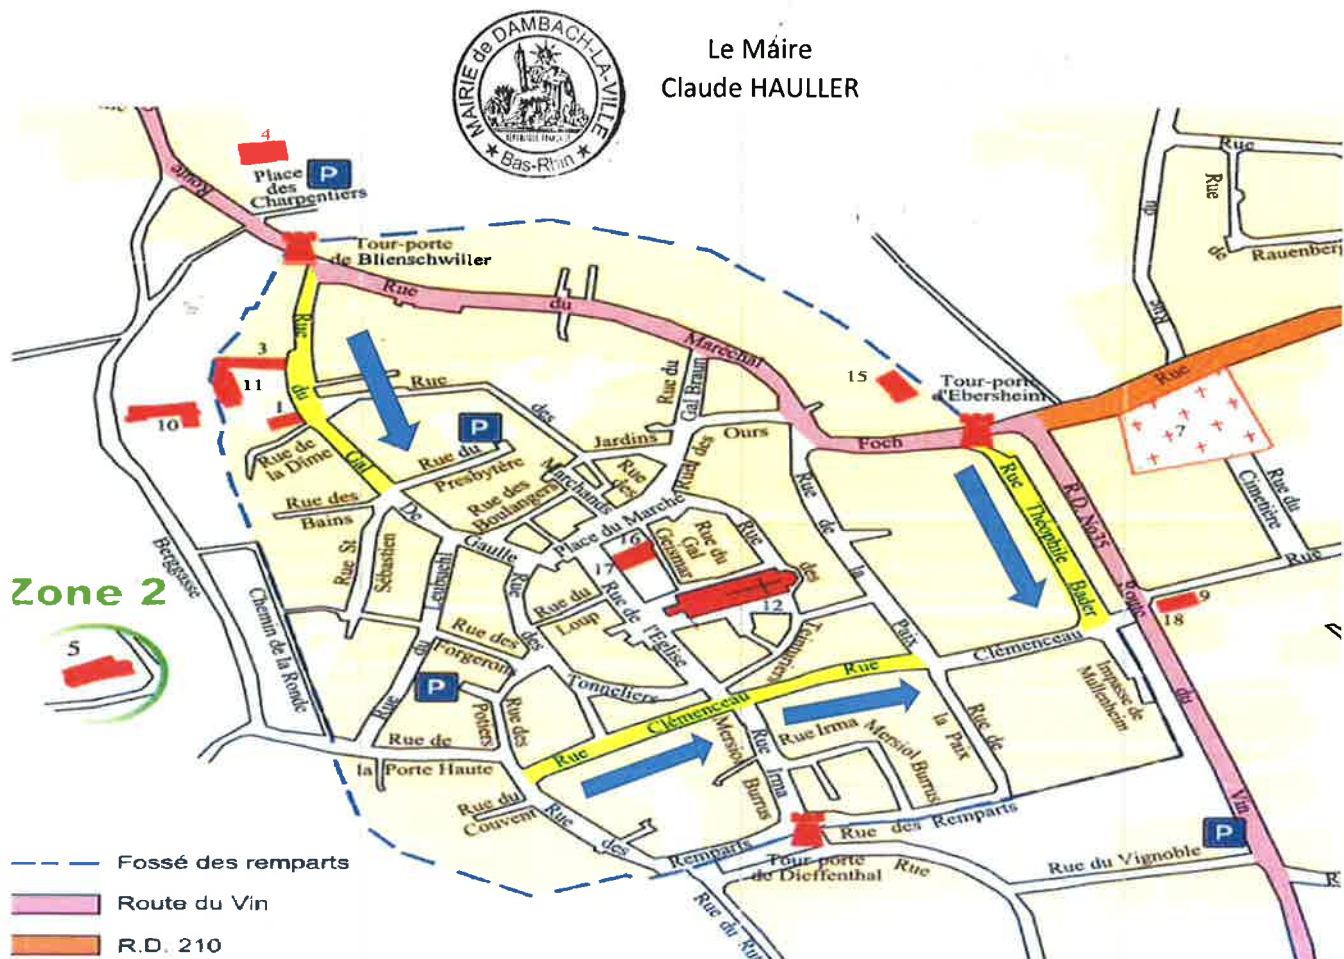 MAIRIE de DAMBACH-LA-VILLE
RÉPUBLIQUE FRANÇAISE
★ Bas-Rhin ★
Le Maire
Claude HAULLER
4
P
Place
des
Charpentiers
Route
Tour-porte
de Blienschwiller
Rue du Maréchal Foch
Rue
du
Rue
de
Rauenberg
Rue
15
Tour-porte
d'Ebersheim
Rue
7
3
11
1
10
Rue du Gal De Gaulle
Rue des Marchands
Rue du
Gal Braun
P
Jardins
Ours
Rue de
la Dîme
Rue du
Presbytère
Rue des
Bains
Rue des
Boulangers
Rue des
Place du Marché
Ruell des
Rue du
Gal
Geismar
16
17
12
Rue des Teinturiers
Rue de la Paix
Rue Théophile Bader
R.D. No35
Route du Vin
Rue du
Cimetière
Rue
Berggasse
Chemin de la Ronde
Rue St
Sébastien
Rue du Leubuehl
Rue des
Rue du
Loup
Rue de l'Eglise
Rue des
Forgerons
Tonneliers
Zone 2
5
P
Rue des
Potiers
Rue de
la Porte Haute
Rue Clémenceau Rue
Clémenceau
9
18
Impasse de
Mullenheim
Rue Irma
Mersiol
Burrus
Rue Irma
Mersiol Burrus
Rue de
la Paix
Rue du
Couvent
Rue des Remparts
Rue des Remparts
Tour-porte
de Dieffenthal
Rue
Rue du Vignoble
P
R
Fossé des remparts
Route du Vin
R.D. 210